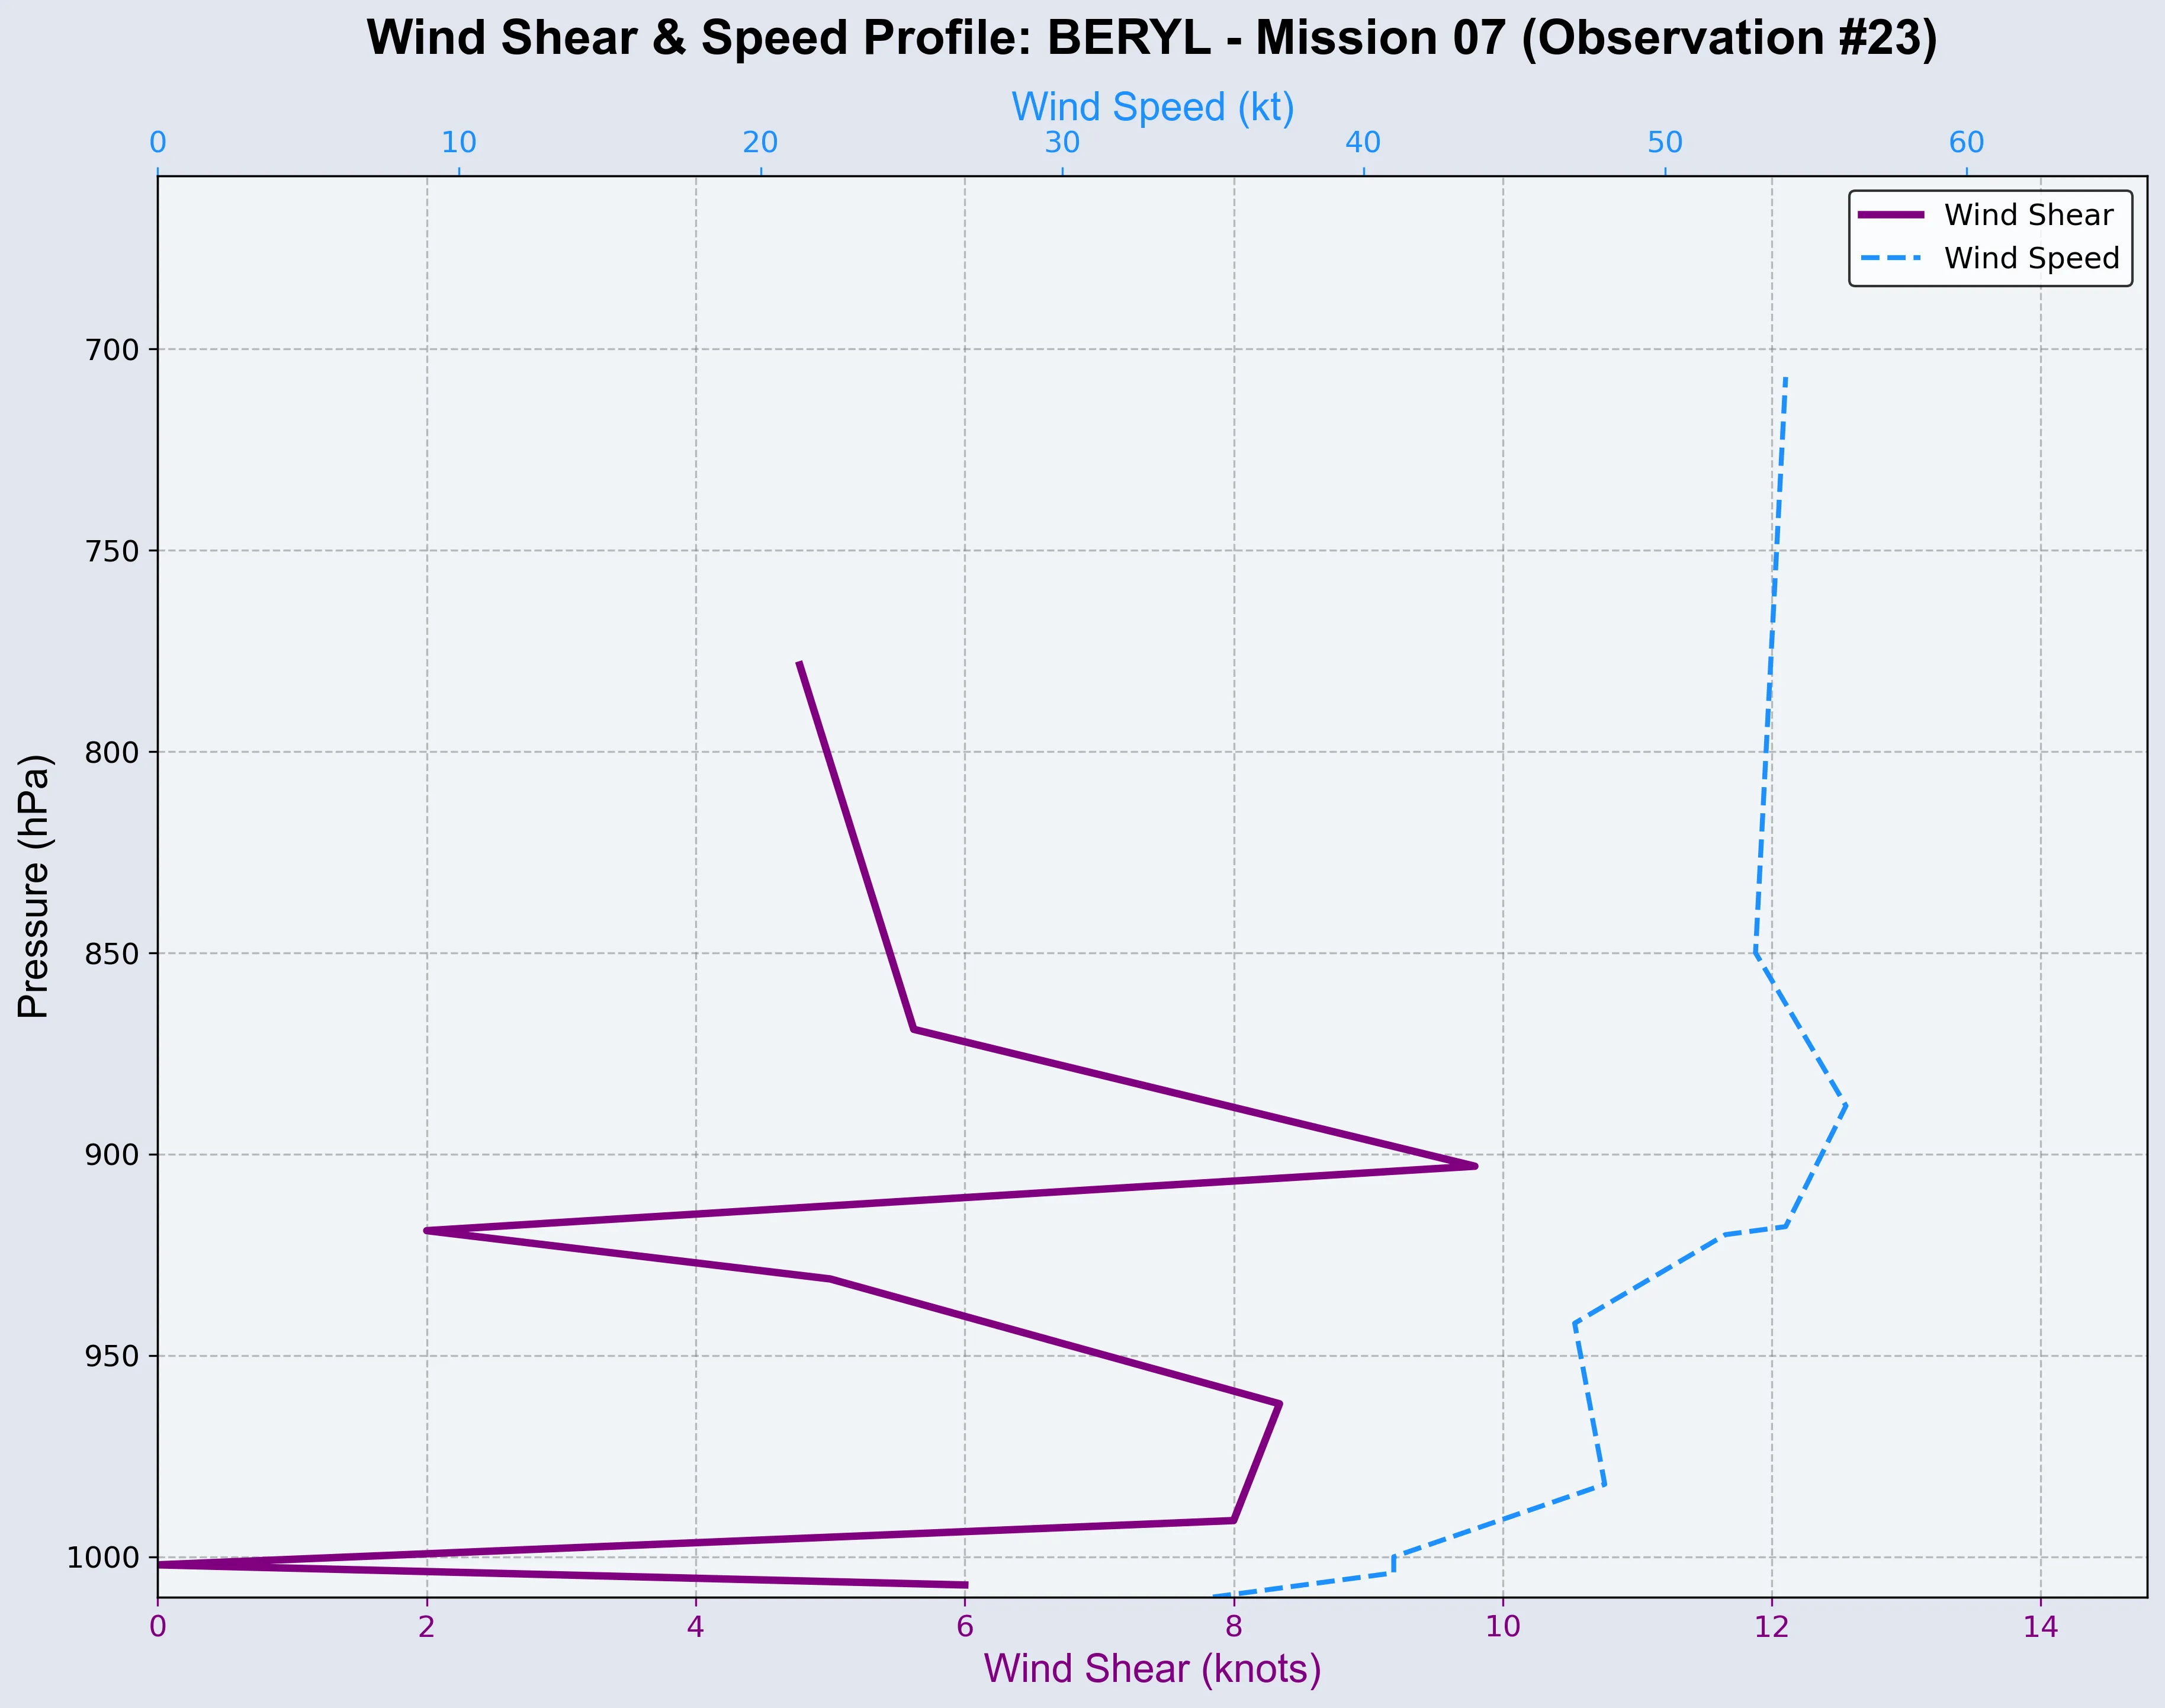 Wind Shear & Speed Profile: BERYL - Mission 07 (Observation #23)
Wind Speed (kt)
0 10 20 30 40 50 60
Wind Shear
Wind Speed
700
750
800
850
900
950
1000
Pressure (hPa)
0 2 4 6 8 10 12 14
Wind Shear (knots)